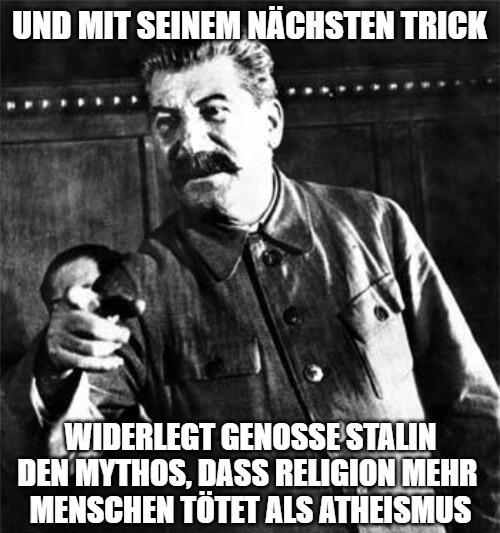 UND MIT SEINEM NÄCHSTEN TRICK
WIDERLEGT GENOSSE STALIN
DEN MYTHOS, DASS RELIGION MEHR
MENSCHEN TÖTET ALS ATHEISMUS